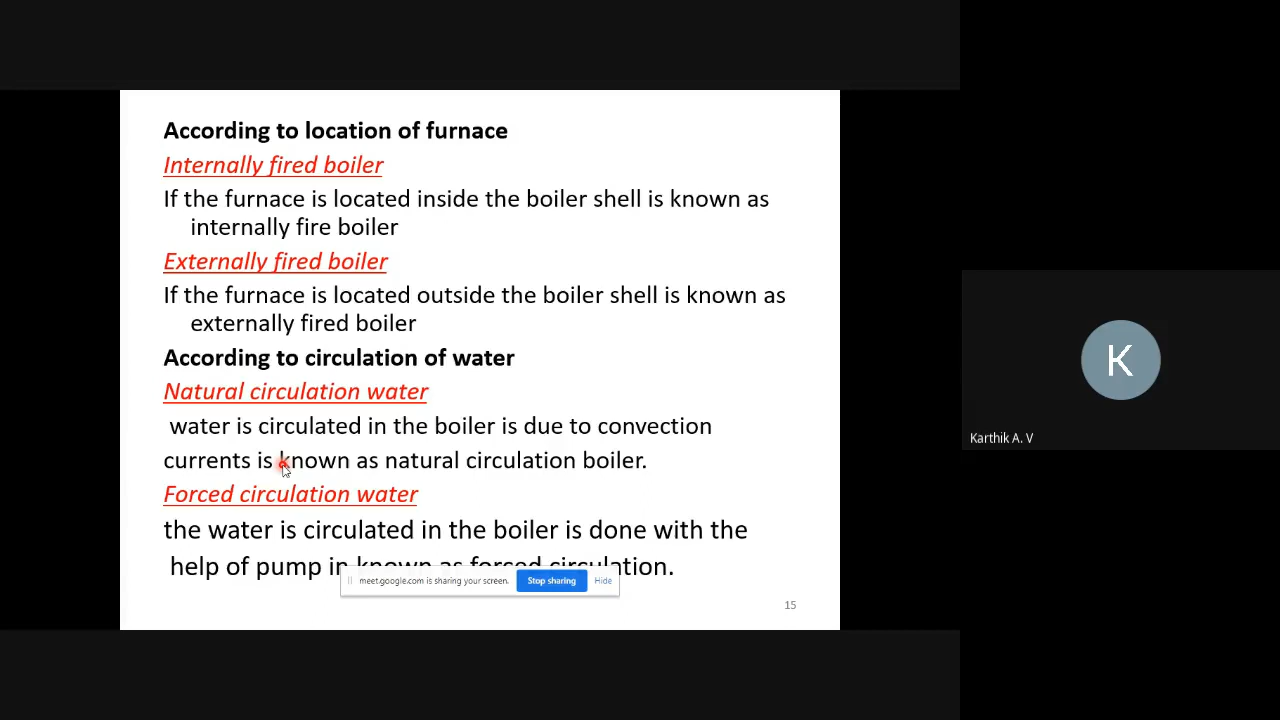 According to location of furnace
Internally fired boiler
If the furnace is located inside the boiler shell is known as
internally fire boiler
Externally fired boiler
If the furnace is located outside the boiler shell is known as
externally fired boiler
According to circulation of water
Natural circulation water
water is circulated in the boiler is due to convection
currents is known as natural circulation boiler.
Forced circulation water
the water is circulated in the boiler is done with the
help of pump in known as forced circulation.
meet.google.com is sharing your screen. Stop sharing Hide
15
K
Karthik A. V